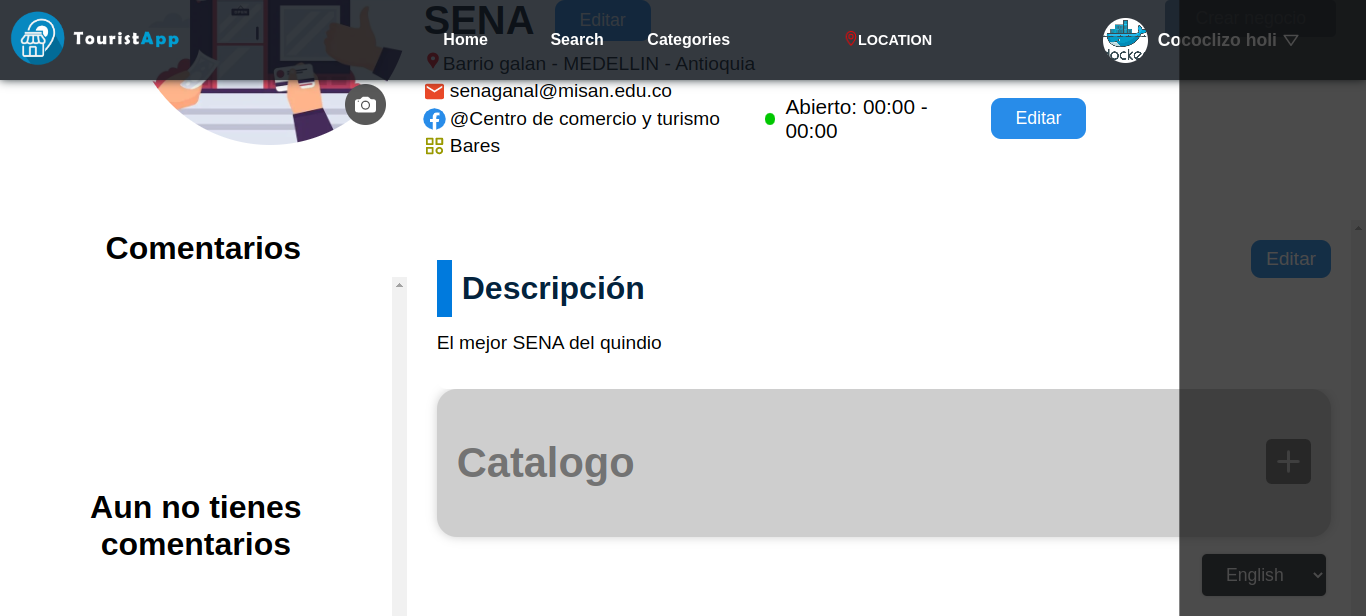 TouristApp
Home
Search
Categories
LOCATION
Cococlizo holi
SENA
Editar
Crear negocio
Barrio galan - MEDELLIN - Antioquia
senaganal@misan.edu.co
@Centro de comercio y turismo
Bares
Abierto: 00:00 -
00:00
Editar
Comentarios
Aun no tienes
comentarios
Editar
Descripción
El mejor SENA del quindio
Catalogo
English